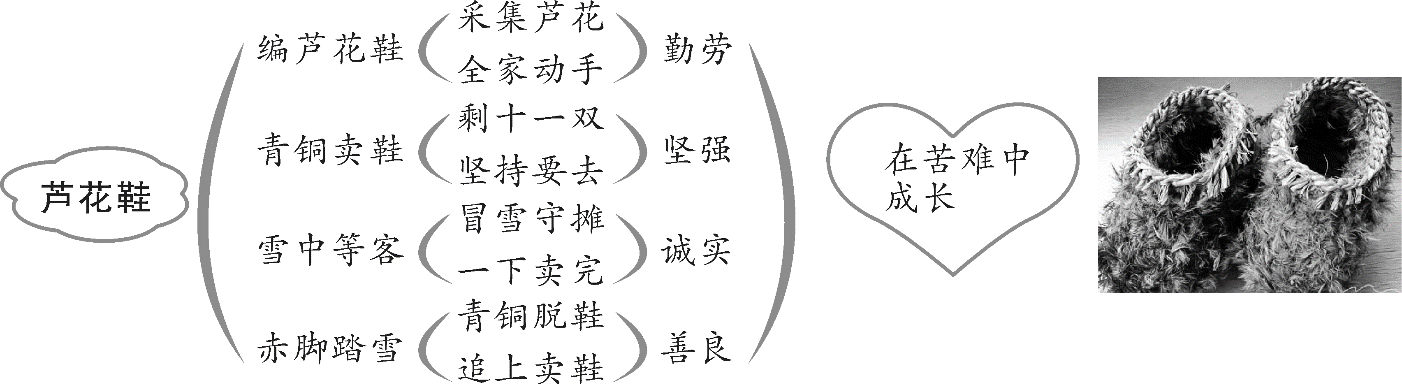 芦花鞋
编芦花鞋
采集芦花
全家动手
勤劳
青铜卖鞋
剩十一双
坚持要去
坚强
雪中等客
冒雪守摊
一下卖完
诚实
赤脚踏雪
青铜脱鞋
追上卖鞋
善良
在苦难中
成长